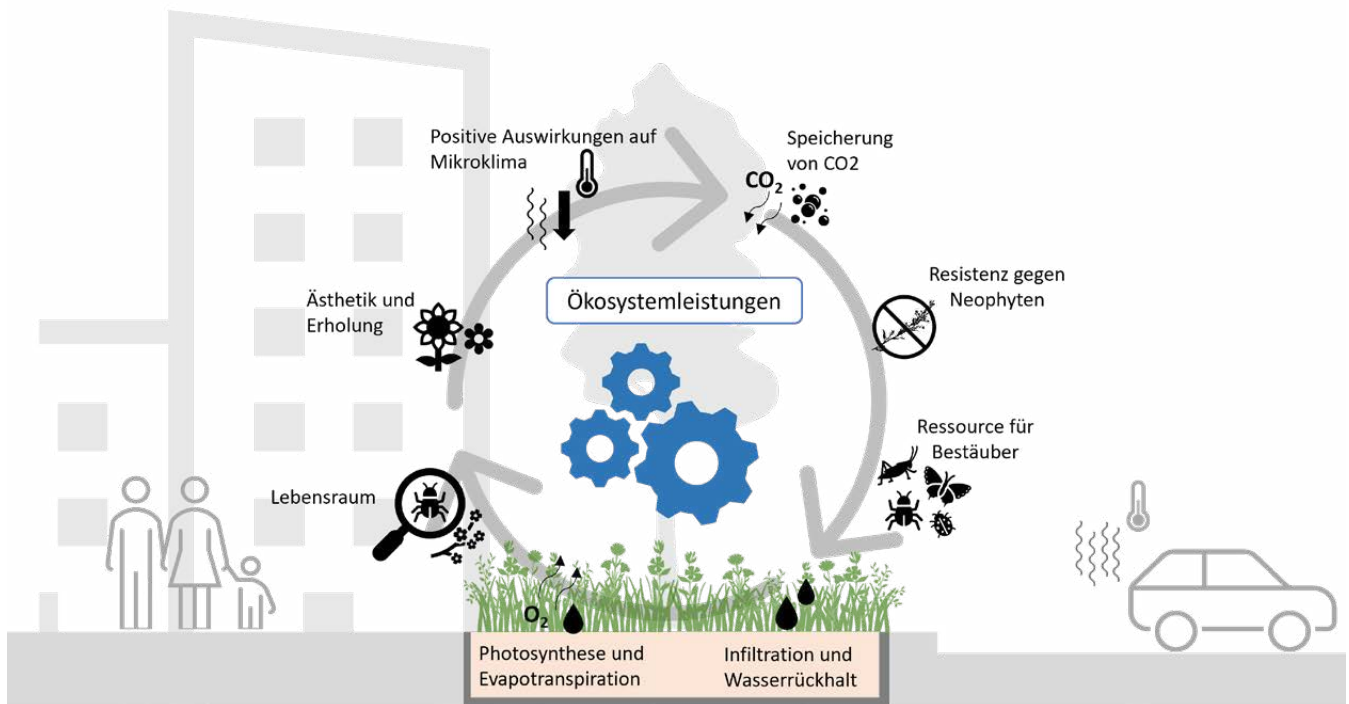 Positive Auswirkungen auf
Mikroklima
Speicherung
von CO2
CO₂
Resistenz gegen
Neophyten
Ästhetik und
Erholung
Ökosystemleistungen
Ressource für
Bestäuber
Lebensraum
O₂
Photosynthese und
Evapotranspiration
Infiltration und
Wasserrückhalt